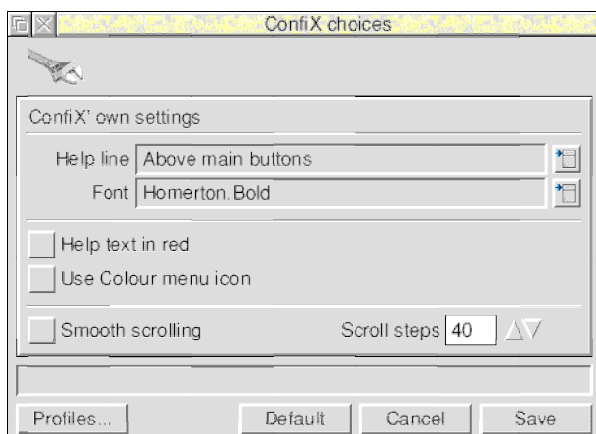 ConfiX choices
ConfiX' own settings
Help line Above main buttons
Font Homerton.Bold
Help text in red
Use Colour menu icon
Smooth scrolling Scroll steps 40
Profiles... Default Cancel Save